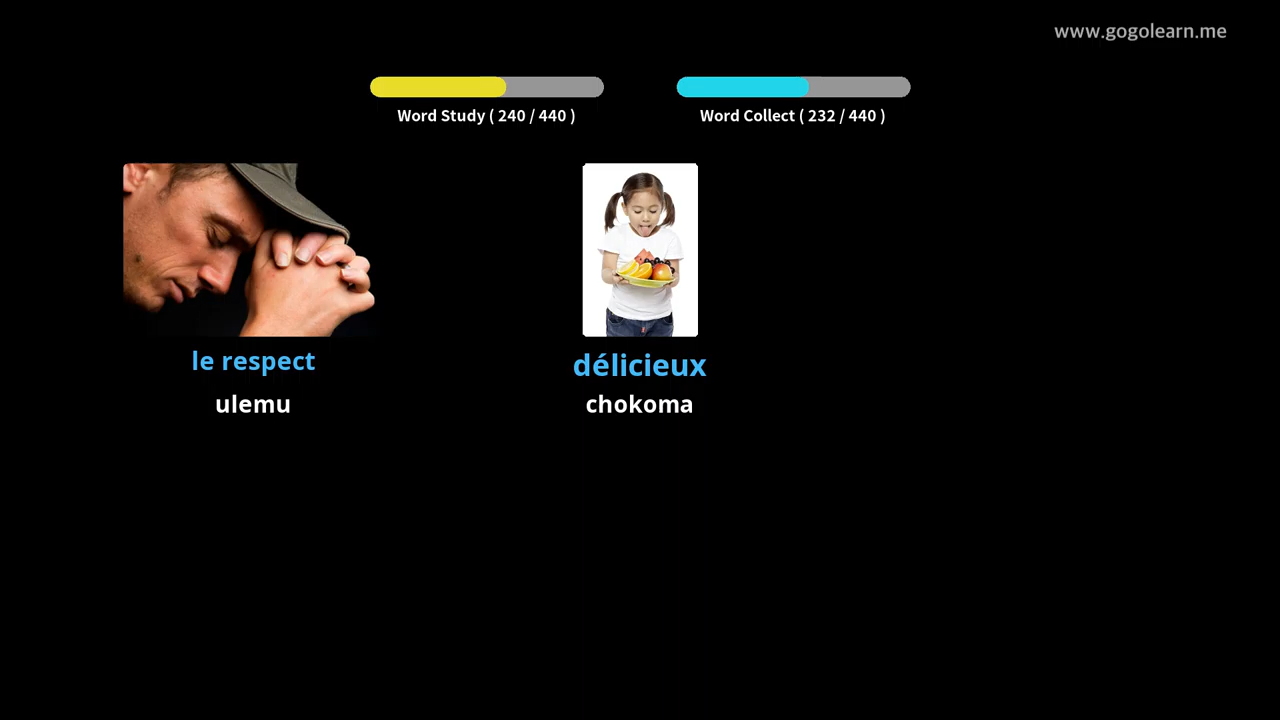 www.gogolearn.me
Word Study ( 240 / 440 )
Word Collect ( 232 / 440 )
le respect
ulemu
délicieux
chokoma